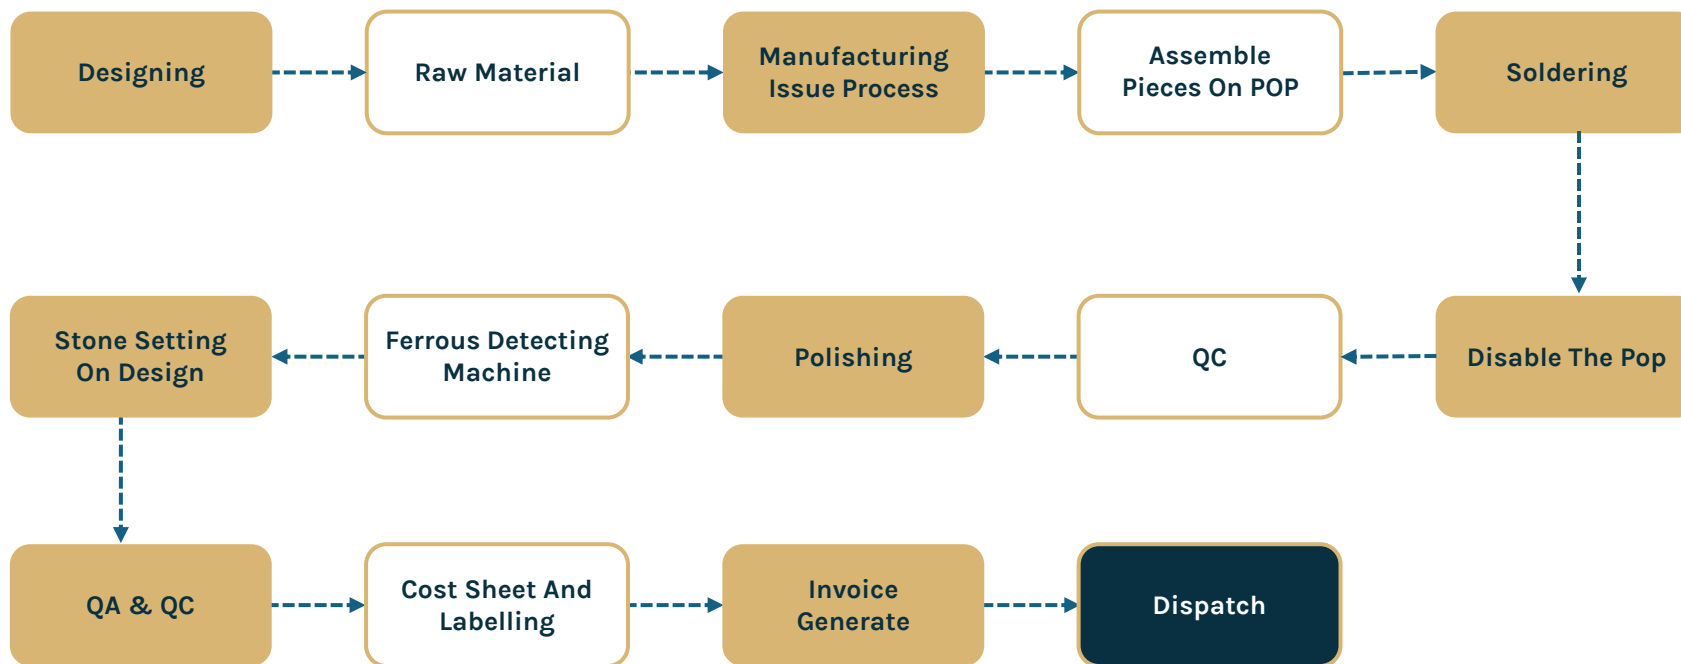 Designing
Raw Material
Manufacturing
Issue Process
Assemble
Pieces On POP
Soldering
Disable The Pop
QC
Polishing
Ferrous Detecting
Machine
Stone Setting
On Design
QA & QC
Cost Sheet And
Labelling
Invoice
Generate
Dispatch